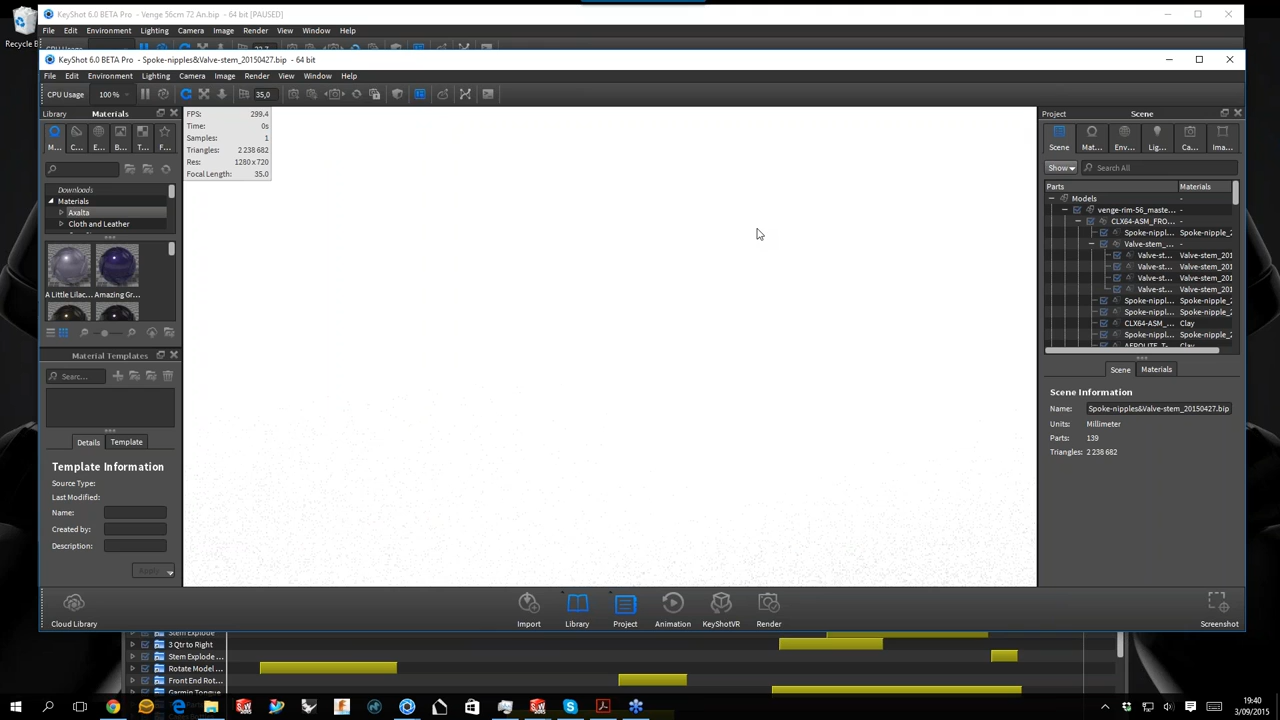 KeyShot 6.0 BETA Pro - Venge 56cm 72 An.bip - 64 bit [PAUSED]
File Edit Environment Lighting Camera Image Render View Window Help
Recycle B
KeyShot 6.0 BETA Pro - Spoke-nipples&Valve-stem_20150427.bip - 64 bit
File Edit Environment Lighting Camera Image Render View Window Help
CPU Usage 100 % 35,0
Library Materials
M... C... E... B... T... F...
Downloads
Materials
Axalta
Cloth and Leather
A Little Lilac... Amazing Gr...
Material Templates
Searc...
Details Template
Template Information
Source Type:
Last Modified:
Name:
Created by:
Description:
Apply
FPS: 299.4
Time: 0s
Samples: 1
Triangles: 2 238 682
Res: 1280 x 720
Focal Length: 35.0
Project Scene
Scene Mat... Env... Lig... Ca... Ima...
Show Search All
Parts Materials
Models -
venge-rim-56_maste... -
CLX64-ASM_FRO... -
Spoke-nippl... Spoke-nipple_2
Valve-stem_... -
Valve-st... Valve-stem_201
Valve-st... Valve-stem_201
Valve-st... Valve-stem_201
Valve-st... Valve-stem_201
Spoke-nippl... Spoke-nipple_2
Spoke-nippl... Spoke-nipple_2
CLX64-ASM_... Clay
Spoke-nippl... Spoke-nipple_2
Scene Materials
Scene Information
Name: Spoke-nipples&Valve-stem_20150427.bip
Units: Millimeter
Parts: 139
Triangles: 2 238 682
Cloud Library Import Library Project Animation KeyShotVR Render Screenshot
Stem Explode
3 Qtr to Right
Stem Explode ...
Rotate Model ...
Front End Rot...
Garmin Tongue
19:40
3/09/2015